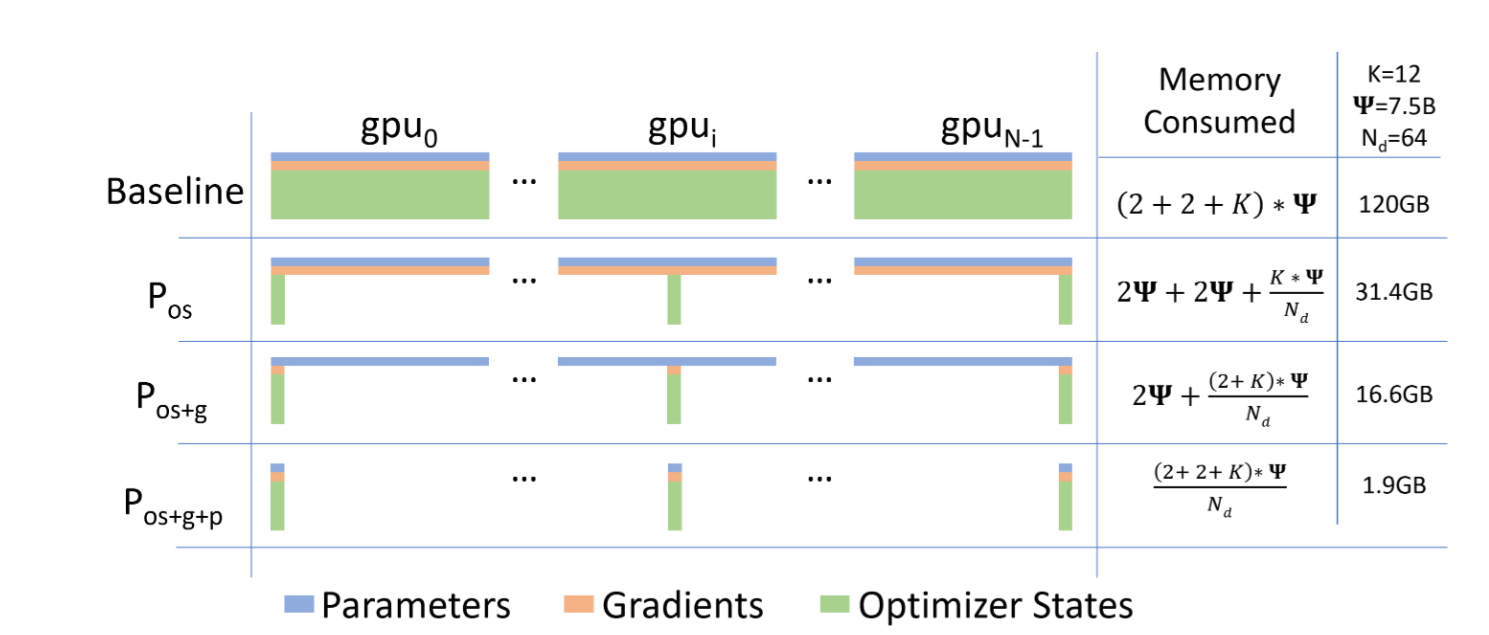 Memory Consumed
K=12
Ψ=7.5B
N_d=64
gpu_0
gpu_i
gpu_N-1
Baseline
...
...
(2 + 2 + K) ∗ Ψ
120GB
P_os
...
...
2Ψ + 2Ψ + (K ∗ Ψ)/N_d
31.4GB
P_os+g
...
...
2Ψ + ((2+ K)∗ Ψ)/N_d
16.6GB
P_os+g+p
...
...
((2+ 2+ K)∗ Ψ)/N_d
1.9GB
Parameters
Gradients
Optimizer States